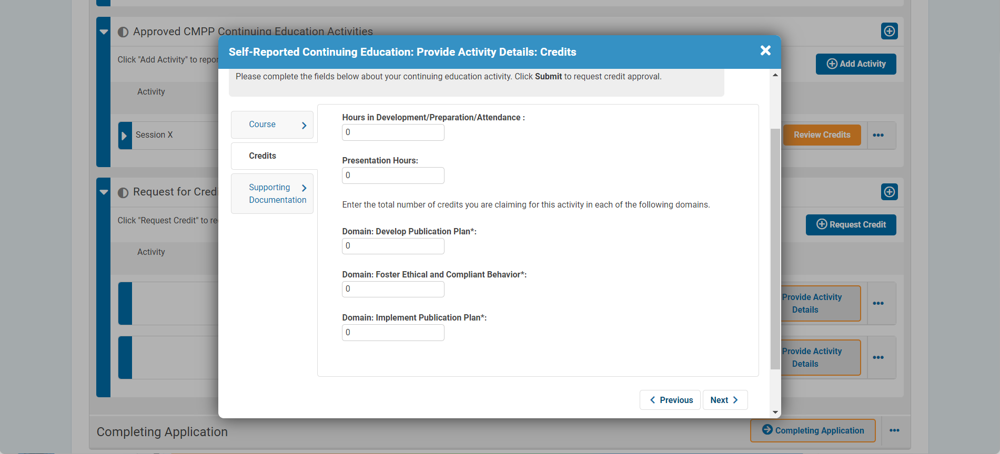 Approved CMPP Continuing Education Activities
Click "Add Activity" to repor
Add Activity
Activity
Session X
Review Credits
Request for Cred
Click "Request Credit" to re
Request Credit
Activity
Provide Activity
Details
Provide Activity
Details
Completing Application
Completing Application
Self-Reported Continuing Education: Provide Activity Details: Credits
Please complete the fields below about your continuing education activity. Click Submit to request credit approval.
Course
Credits
Supporting
Documentation
Hours in Development/Preparation/Attendance :
0
Presentation Hours:
0
Enter the total number of credits you are claiming for this activity in each of the following domains.
Domain: Develop Publication Plan*:
0
Domain: Foster Ethical and Compliant Behavior*:
0
Domain: Implement Publication Plan*:
0
Previous
Next